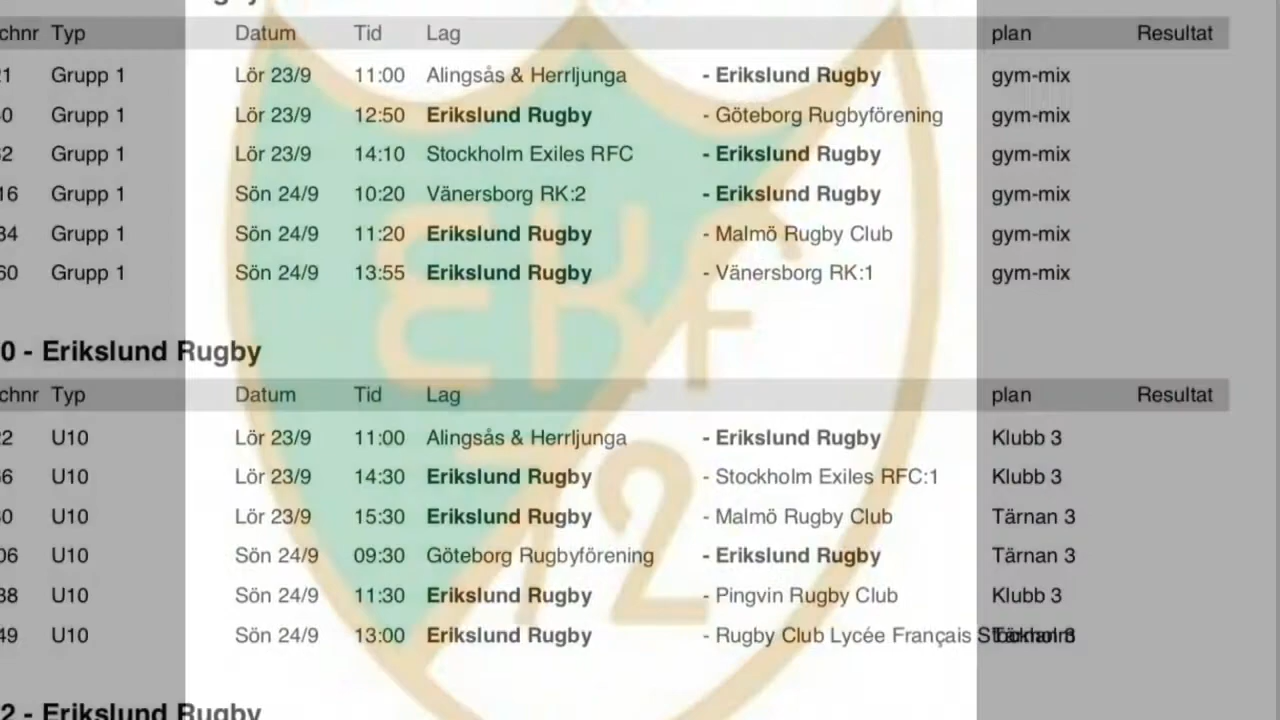 chnr Typ Datum Tid Lag plan Resultat
1 Grupp 1 Lör 23/9 11:00 Alingsås & Herrljunga - Erikslund Rugby gym-mix
0 Grupp 1 Lör 23/9 12:50 Erikslund Rugby - Göteborg Rugbyförening gym-mix
2 Grupp 1 Lör 23/9 14:10 Stockholm Exiles RFC - Erikslund Rugby gym-mix
16 Grupp 1 Sön 24/9 10:20 Vänersborg RK:2 - Erikslund Rugby gym-mix
34 Grupp 1 Sön 24/9 11:20 Erikslund Rugby - Malmö Rugby Club gym-mix
60 Grupp 1 Sön 24/9 13:55 Erikslund Rugby - Vänersborg RK:1 gym-mix
0 - Erikslund Rugby
chnr Typ Datum Tid Lag plan Resultat
2 U10 Lör 23/9 11:00 Alingsås & Herrljunga - Erikslund Rugby Klubb 3
6 U10 Lör 23/9 14:30 Erikslund Rugby - Stockholm Exiles RFC:1 Klubb 3
0 U10 Lör 23/9 15:30 Erikslund Rugby - Malmö Rugby Club Tärnan 3
06 U10 Sön 24/9 09:30 Göteborg Rugbyförening - Erikslund Rugby Tärnan 3
38 U10 Sön 24/9 11:30 Erikslund Rugby - Pingvin Rugby Club Klubb 3
49 U10 Sön 24/9 13:00 Erikslund Rugby - Rugby Club Lycée Français Stockholm Tärnan 3
2 - Erikslund Rugby
EKF
72